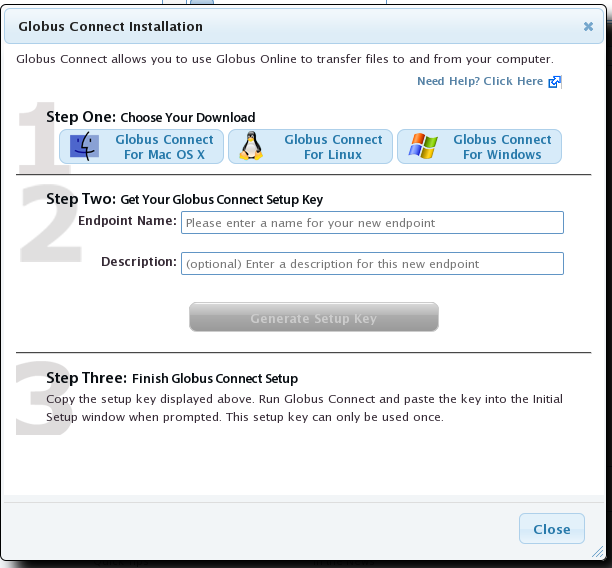 Globus Connect Installation
Globus Connect allows you to use Globus Online to transfer files to and from your computer.
Need Help? Click Here
1
Step One: Choose Your Download
Globus Connect
For Mac OS X
Globus Connect
For Linux
Globus Connect
For Windows
2
Step Two: Get Your Globus Connect Setup Key
Endpoint Name: Please enter a name for your new endpoint
Description: (optional) Enter a description for this new endpoint
Generate Setup Key
3
Step Three: Finish Globus Connect Setup
Copy the setup key displayed above. Run Globus Connect and paste the key into the Initial
Setup window when prompted. This setup key can only be used once.
Close